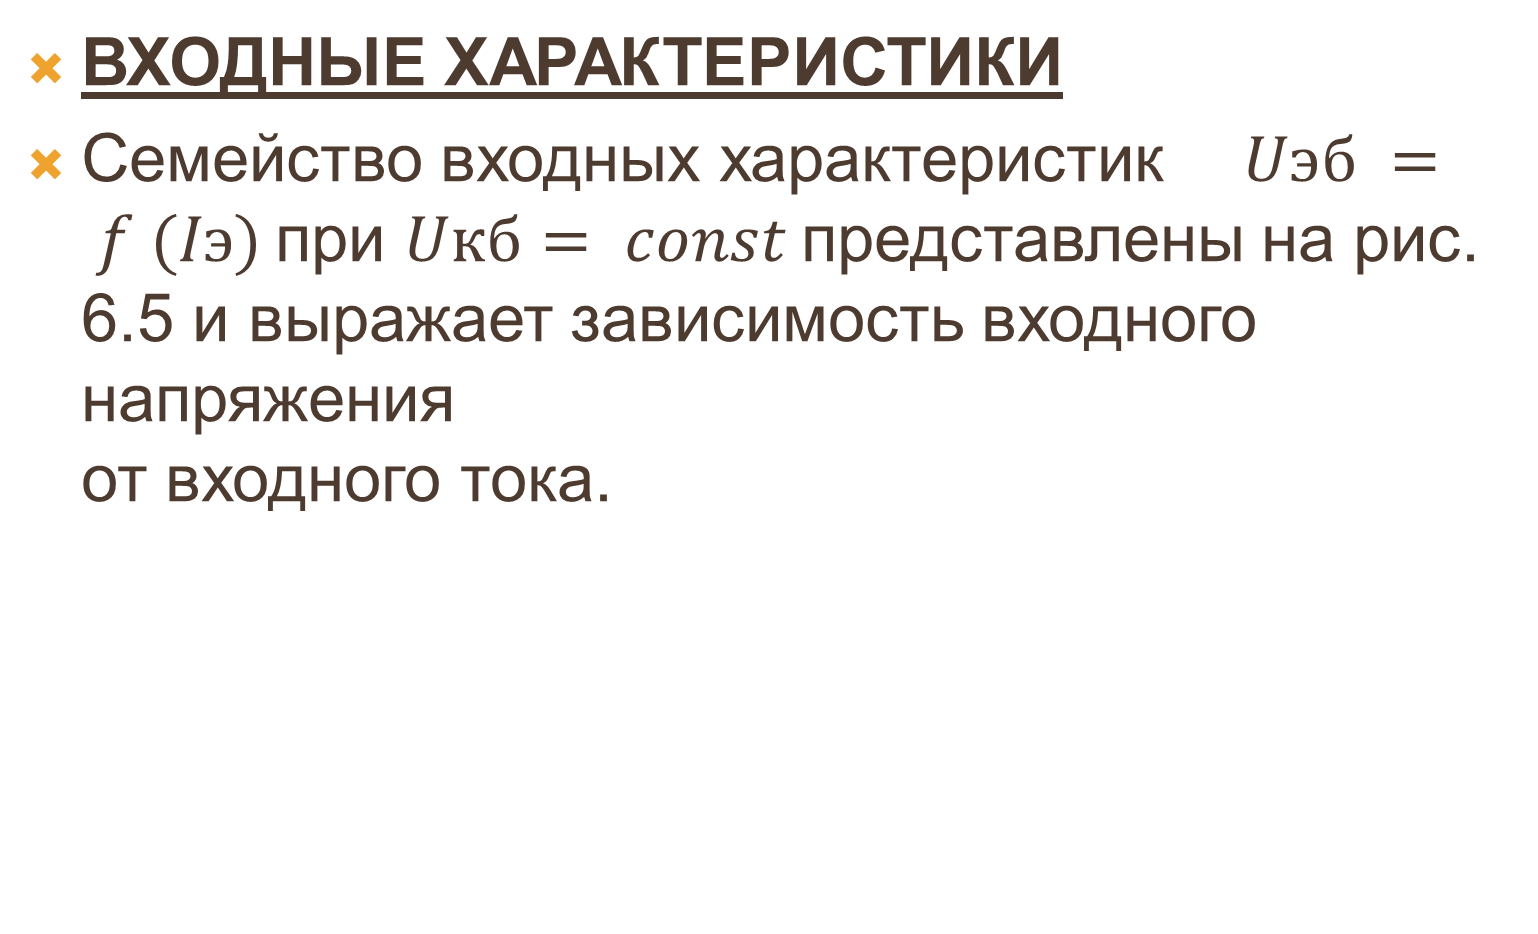 ВХОДНЫЕ ХАРАКТЕРИСТИКИ
Семейство входных характеристик Uэб =
f (Iэ) при Uкб = const представлены на рис.
6.5 и выражает зависимость входного
напряжения
от входного тока.